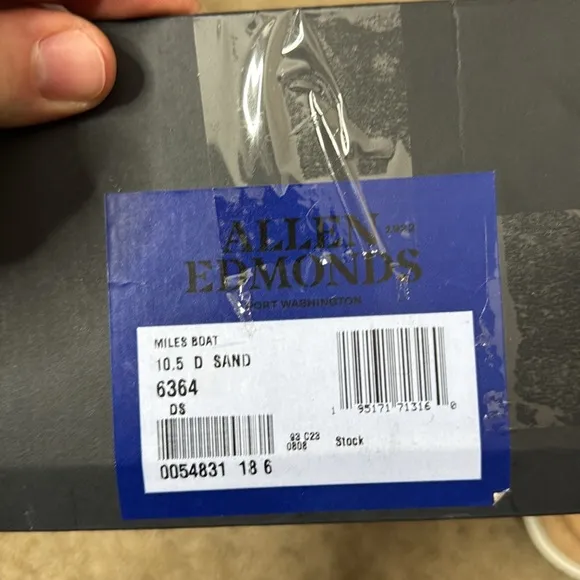 ALLEN 1922
EDMONDS
PORT WASHINGTON
MILES BOAT
10.5 D SAND
6364
DS
1 95171 71316 0
93 C23
0808
Stock
0054831 18 6